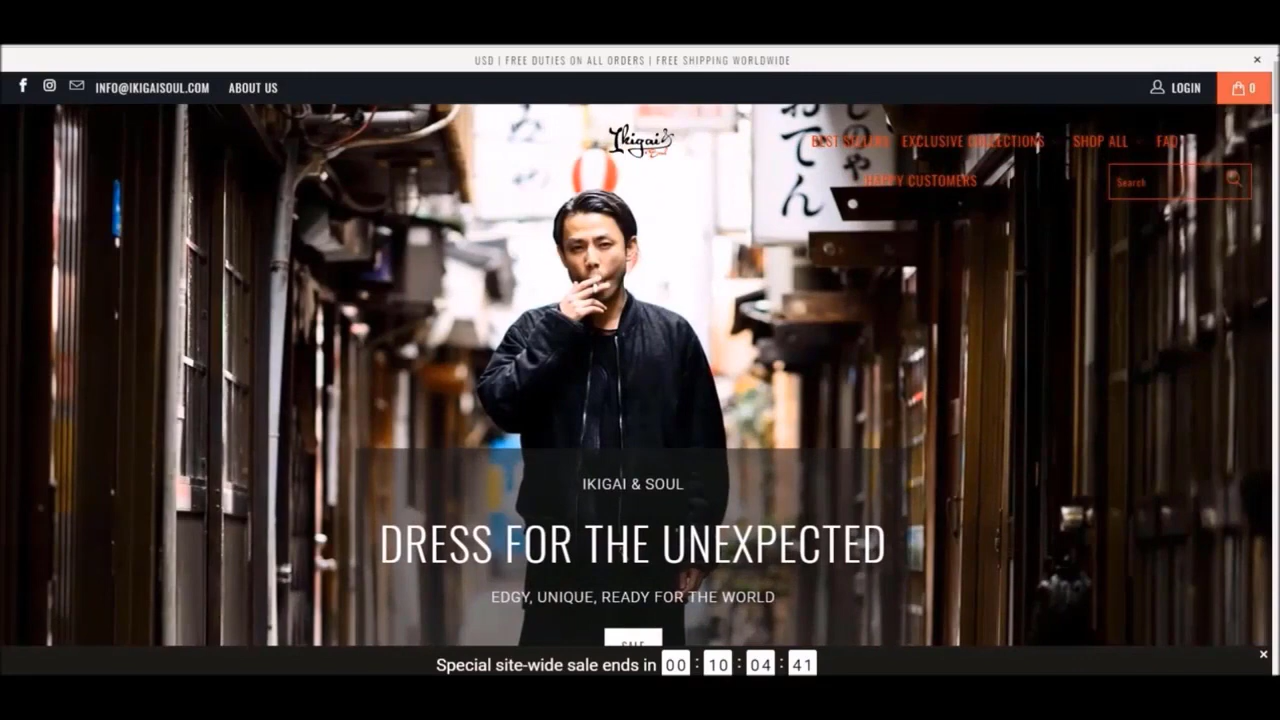 USD | FREE DUTIES ON ALL ORDERS | FREE SHIPPING WORLDWIDE
INFO@IKIGAISOUL.COM ABOUT US LOGIN 0
Ikigai&
BEST SELLERS EXCLUSIVE COLLECTIONS SHOP ALL FAQ
HAPPY CUSTOMERS
Search
おでん
IKIGAI & SOUL
DRESS FOR THE UNEXPECTED
EDGY, UNIQUE, READY FOR THE WORLD
SALE
Special site-wide sale ends in 00 : 10 : 04 : 41